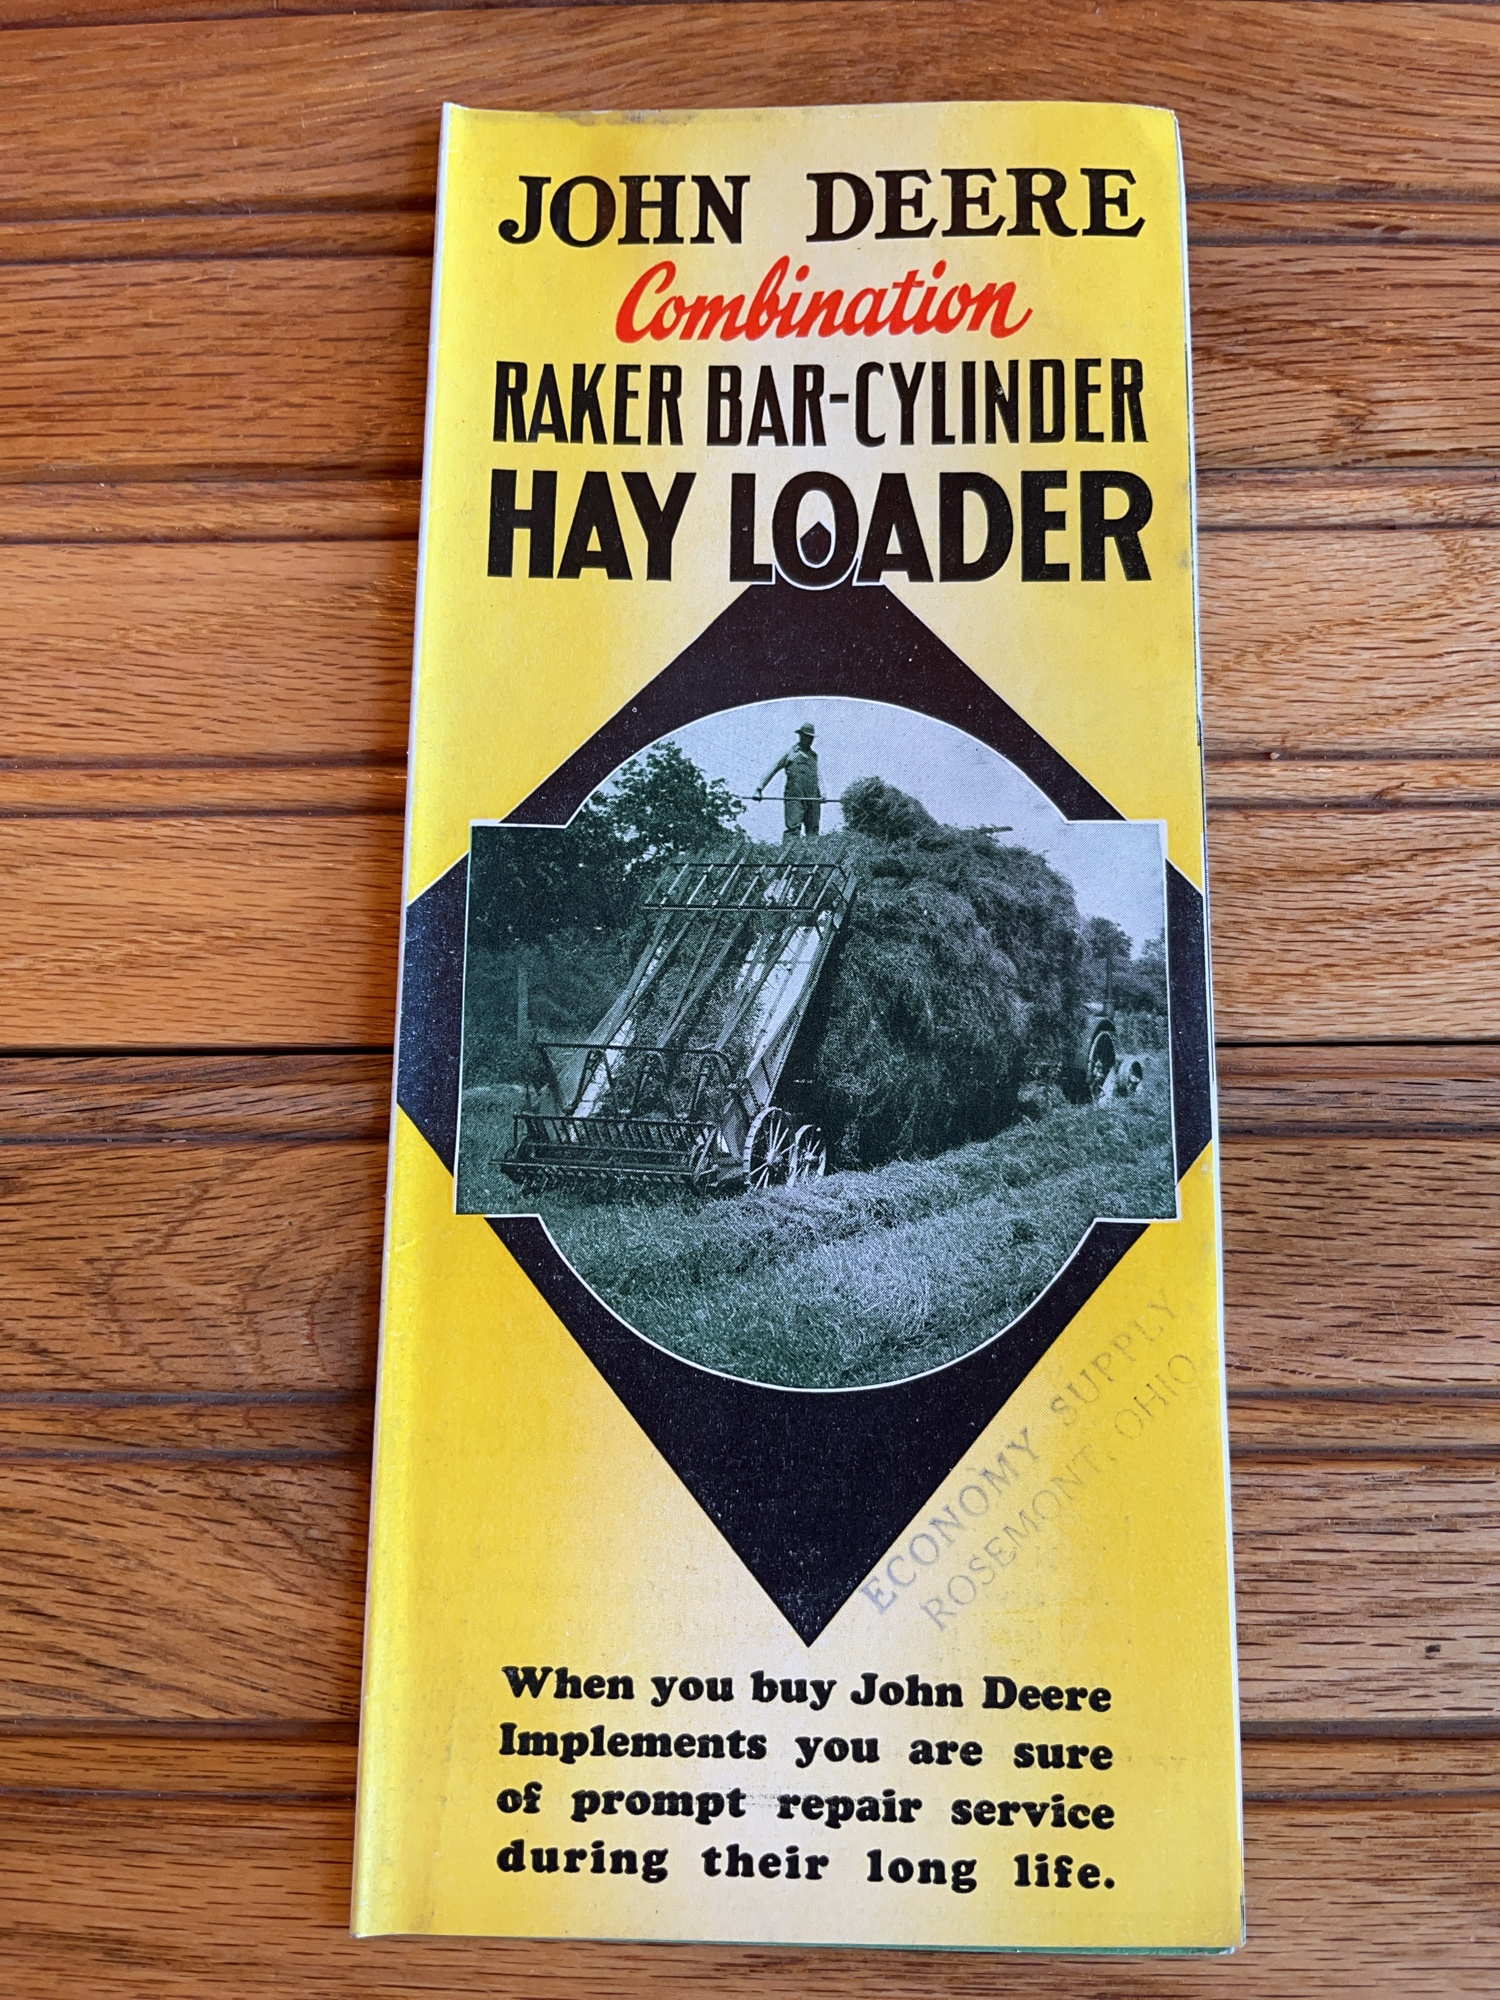 JOHN DEERE
Combination
RAKER BAR-CYLINDER
HAY LOADER
ECONOMY SUPPLY
ROSEMONT, OHIO
When you buy John Deere
Implements you are sure
of prompt repair service
during their long life.